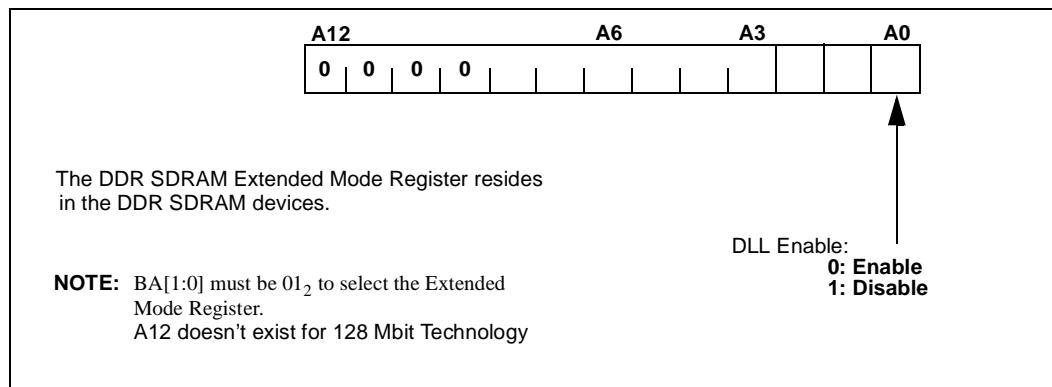 A12 A6 A3 A0
0 0 0 0
The DDR SDRAM Extended Mode Register resides
in the DDR SDRAM devices.
DLL Enable:
0: Enable
1: Disable
NOTE: BA[1:0] must be 01₂ to select the Extended
Mode Register.
A12 doesn't exist for 128 Mbit Technology